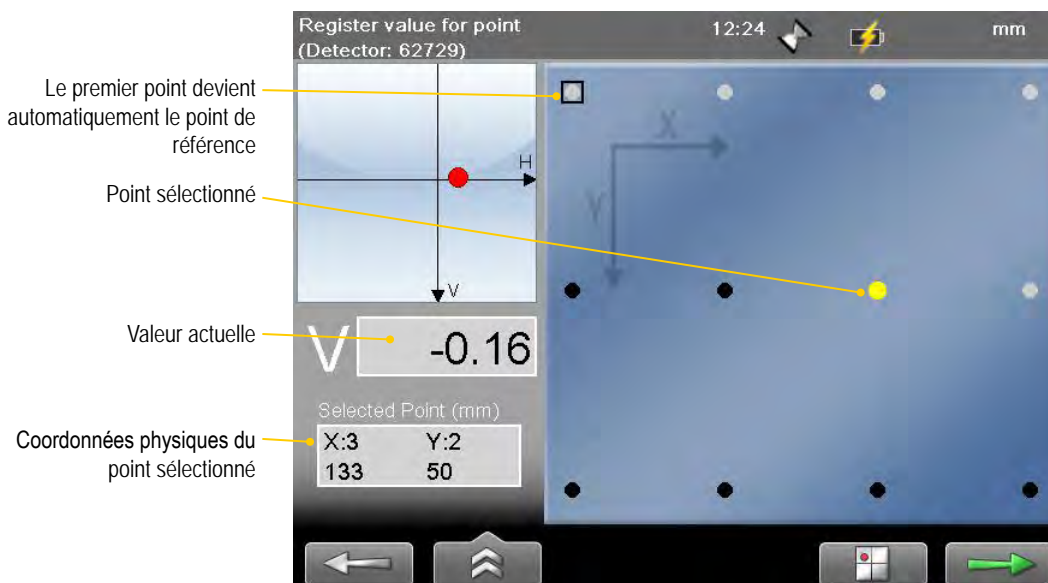 Register value for point
(Detector: 62729)
12:24
mm
Le premier point devient
automatiquement le point de
référence
Point sélectionné
Valeur actuelle
Coordonnées physiques du
point sélectionné
H
V
X
Y
V
-0.16
Selected Point (mm)
X:3 Y:2
133 50